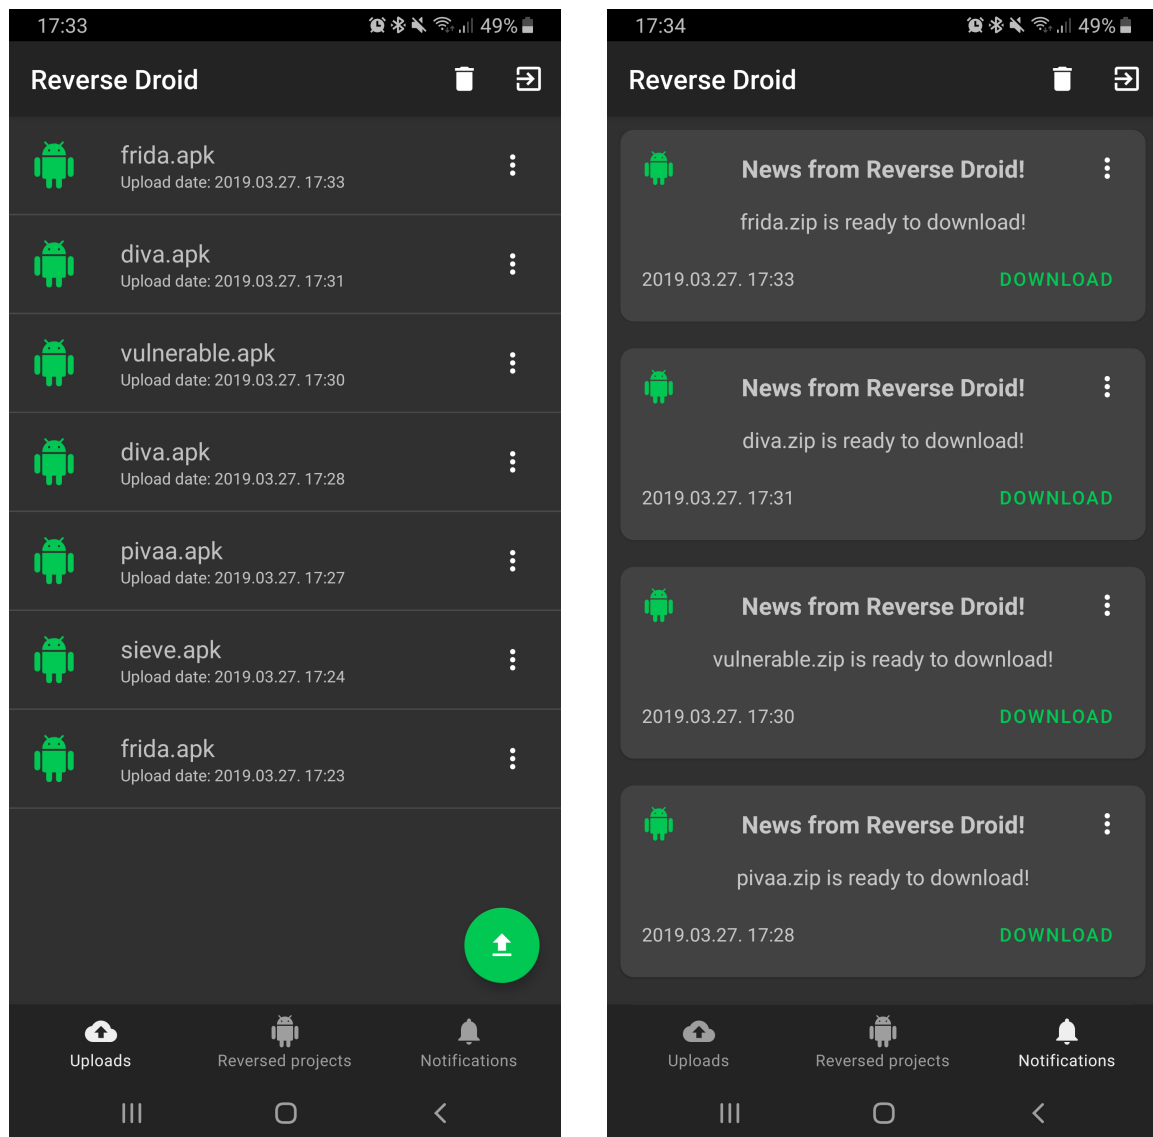 17:33
49%
Reverse Droid
frida.apk
Upload date: 2019.03.27. 17:33
diva.apk
Upload date: 2019.03.27. 17:31
vulnerable.apk
Upload date: 2019.03.27. 17:30
diva.apk
Upload date: 2019.03.27. 17:28
pivaa.apk
Upload date: 2019.03.27. 17:27
sieve.apk
Upload date: 2019.03.27. 17:24
frida.apk
Upload date: 2019.03.27. 17:23
Uploads
Reversed projects
Notifications
17:34
49%
Reverse Droid
News from Reverse Droid!
frida.zip is ready to download!
2019.03.27. 17:33
DOWNLOAD
News from Reverse Droid!
diva.zip is ready to download!
2019.03.27. 17:31
DOWNLOAD
News from Reverse Droid!
vulnerable.zip is ready to download!
2019.03.27. 17:30
DOWNLOAD
News from Reverse Droid!
pivaa.zip is ready to download!
2019.03.27. 17:28
DOWNLOAD
Uploads
Reversed projects
Notifications